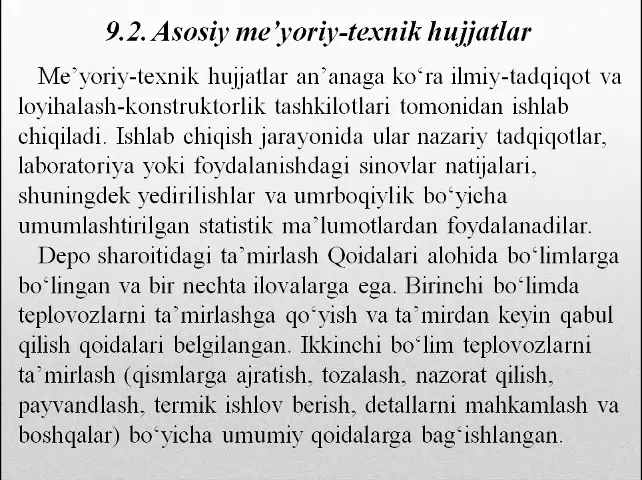 9.2. Asosiy me’yoriy-texnik hujjatlar
Me’yoriy-texnik hujjatlar an’anaga ko‘ra ilmiy-tadqiqot va
loyihalash-konstruktorlik tashkilotlari tomonidan ishlab
chiqiladi. Ishlab chiqish jarayonida ular nazariy tadqiqotlar,
laboratoriya yoki foydalanishdagi sinovlar natijalari,
shuningdek yedirilishlar va umrboqiylik bo‘yicha
umumlashtirilgan statistik ma’lumotlardan foydalanadilar.
Depo sharoitidagi ta’mirlash Qoidalari alohida bo‘limlarga
bo‘lingan va bir nechta ilovalarga ega. Birinchi bo‘limda
teplovozlarni ta’mirlashga qo‘yish va ta’mirdan keyin qabul
qilish qoidalari belgilangan. Ikkinchi bo‘lim teplovozlarni
ta’mirlash (qismlarga ajratish, tozalash, nazorat qilish,
payvandlash, termik ishlov berish, detallarni mahkamlash va
boshqalar) bo‘yicha umumiy qoidalarga bag‘ishlangan.